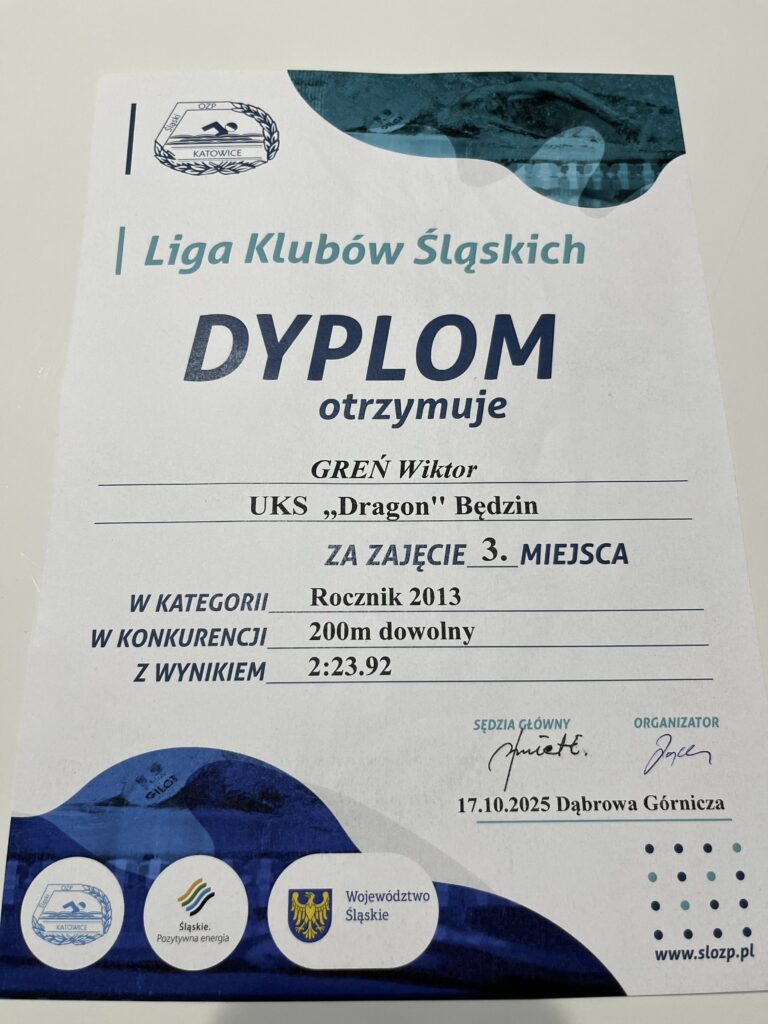 Śląski OZP
KATOWICE
Liga Klubów Śląskich
DYPLOM
otrzymuje
GREŃ Wiktor
UKS ,,Dragon" Będzin
ZA ZAJĘCIE 3. MIEJSCA
W KATEGORII Rocznik 2013
W KONKURENCJI 200m dowolny
Z WYNIKIEM 2:23.92
SĘDZIA GŁÓWNY ORGANIZATOR
17.10.2025 Dąbrowa Górnicza
GILOT
Śląski OZP
KATOWICE
Śląskie.
Pozytywna energia
Województwo
Śląskie
www.slozp.pl